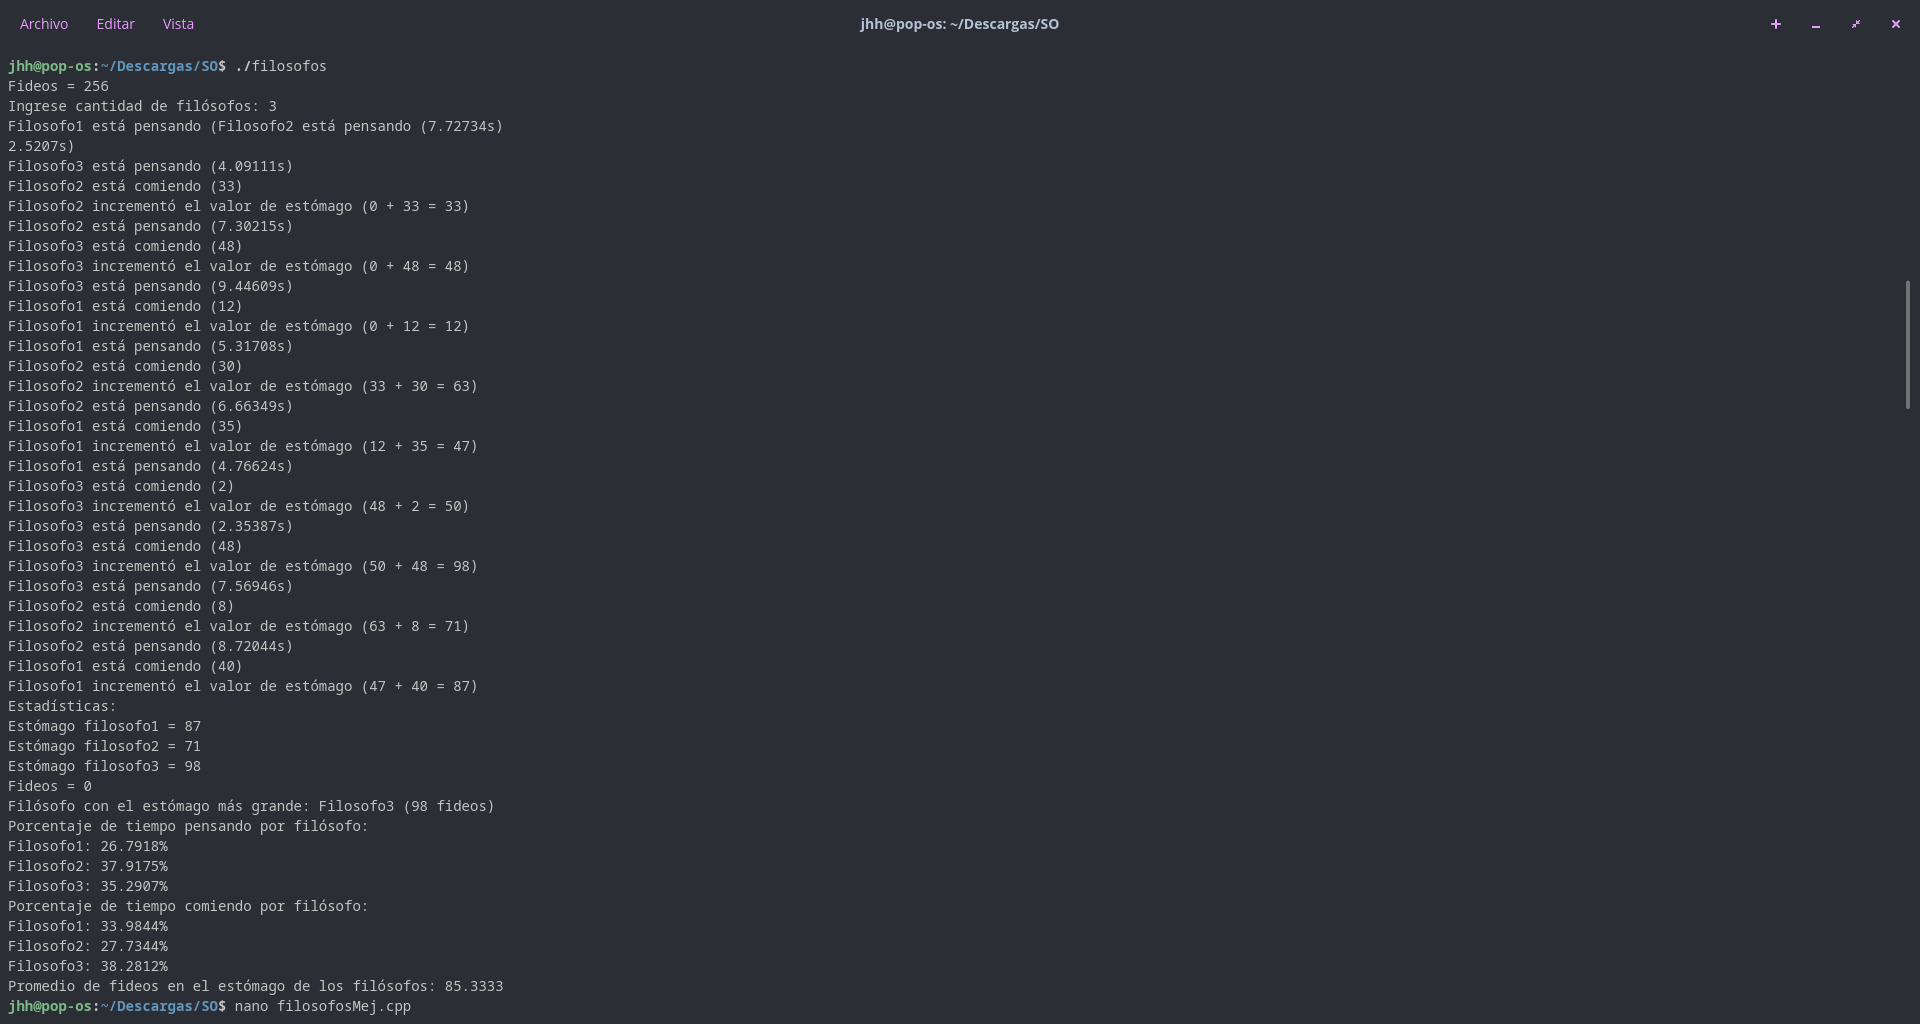 Archivo Editar Vista jhh@pop-os: ~/Descargas/SO
jhh@pop-os:~/Descargas/SO$ ./filosofos
Fideos = 256
Ingrese cantidad de filósofos: 3
Filosofo1 está pensando (Filosofo2 está pensando (7.72734s)
2.5207s)
Filosofo3 está pensando (4.09111s)
Filosofo2 está comiendo (33)
Filosofo2 incrementó el valor de estómago (0 + 33 = 33)
Filosofo2 está pensando (7.30215s)
Filosofo3 está comiendo (48)
Filosofo3 incrementó el valor de estómago (0 + 48 = 48)
Filosofo3 está pensando (9.44609s)
Filosofo1 está comiendo (12)
Filosofo1 incrementó el valor de estómago (0 + 12 = 12)
Filosofo1 está pensando (5.31708s)
Filosofo2 está comiendo (30)
Filosofo2 incrementó el valor de estómago (33 + 30 = 63)
Filosofo2 está pensando (6.66349s)
Filosofo1 está comiendo (35)
Filosofo1 incrementó el valor de estómago (12 + 35 = 47)
Filosofo1 está pensando (4.76624s)
Filosofo3 está comiendo (2)
Filosofo3 incrementó el valor de estómago (48 + 2 = 50)
Filosofo3 está pensando (2.35387s)
Filosofo3 está comiendo (48)
Filosofo3 incrementó el valor de estómago (50 + 48 = 98)
Filosofo3 está pensando (7.56946s)
Filosofo2 está comiendo (8)
Filosofo2 incrementó el valor de estómago (63 + 8 = 71)
Filosofo2 está pensando (8.72044s)
Filosofo1 está comiendo (40)
Filosofo1 incrementó el valor de estómago (47 + 40 = 87)
Estadísticas:
Estómago filosofo1 = 87
Estómago filosofo2 = 71
Estómago filosofo3 = 98
Fideos = 0
Filósofo con el estómago más grande: Filosofo3 (98 fideos)
Porcentaje de tiempo pensando por filósofo:
Filosofo1: 26.7918%
Filosofo2: 37.9175%
Filosofo3: 35.2907%
Porcentaje de tiempo comiendo por filósofo:
Filosofo1: 33.9844%
Filosofo2: 27.7344%
Filosofo3: 38.2812%
Promedio de fideos en el estómago de los filósofos: 85.3333
jhh@pop-os:~/Descargas/SO$ nano filosofosMej.cpp